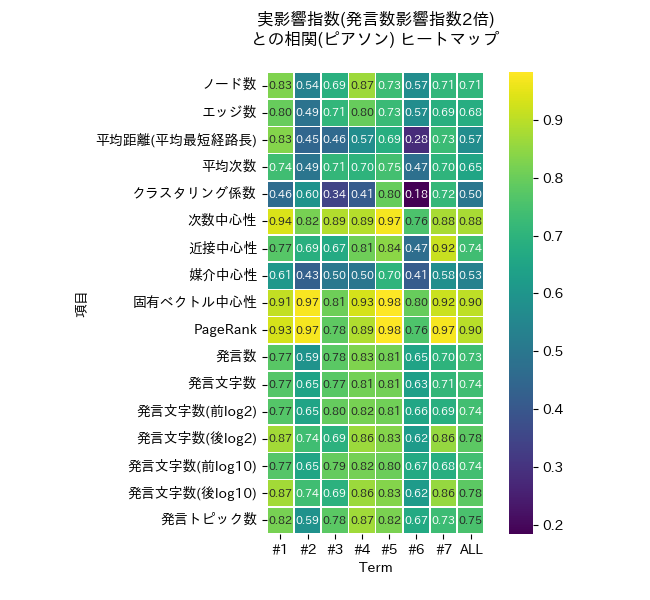 実影響指数(発言数影響指数2倍)
との相関(ピアソン) ヒートマップ
項目
ノード数 0.83 0.54 0.69 0.87 0.73 0.57 0.71 0.71
エッジ数 0.80 0.49 0.71 0.80 0.73 0.57 0.69 0.68
平均距離(平均最短経路長) 0.83 0.45 0.46 0.57 0.69 0.28 0.73 0.57
平均次数 0.74 0.49 0.71 0.70 0.75 0.47 0.70 0.65
クラスタリング係数 0.46 0.60 0.34 0.41 0.80 0.18 0.72 0.50
次数中心性 0.94 0.82 0.89 0.89 0.97 0.76 0.88 0.88
近接中心性 0.77 0.69 0.67 0.81 0.84 0.47 0.92 0.74
媒介中心性 0.61 0.43 0.50 0.50 0.70 0.41 0.58 0.53
固有ベクトル中心性 0.91 0.97 0.81 0.93 0.98 0.80 0.92 0.90
PageRank 0.93 0.97 0.78 0.89 0.98 0.76 0.97 0.90
発言数 0.77 0.59 0.78 0.83 0.81 0.65 0.70 0.73
発言文字数 0.77 0.65 0.77 0.81 0.81 0.63 0.71 0.74
発言文字数(前log2) 0.77 0.65 0.80 0.82 0.81 0.66 0.69 0.74
発言文字数(後log2) 0.87 0.74 0.69 0.86 0.83 0.62 0.86 0.78
発言文字数(前log10) 0.77 0.65 0.79 0.82 0.80 0.67 0.68 0.74
発言文字数(後log10) 0.87 0.74 0.69 0.86 0.83 0.62 0.86 0.78
発言トピック数 0.82 0.59 0.78 0.87 0.82 0.67 0.73 0.75
#1 #2 #3 #4 #5 #6 #7 ALL
Term
0.9
0.8
0.7
0.6
0.5
0.4
0.3
0.2